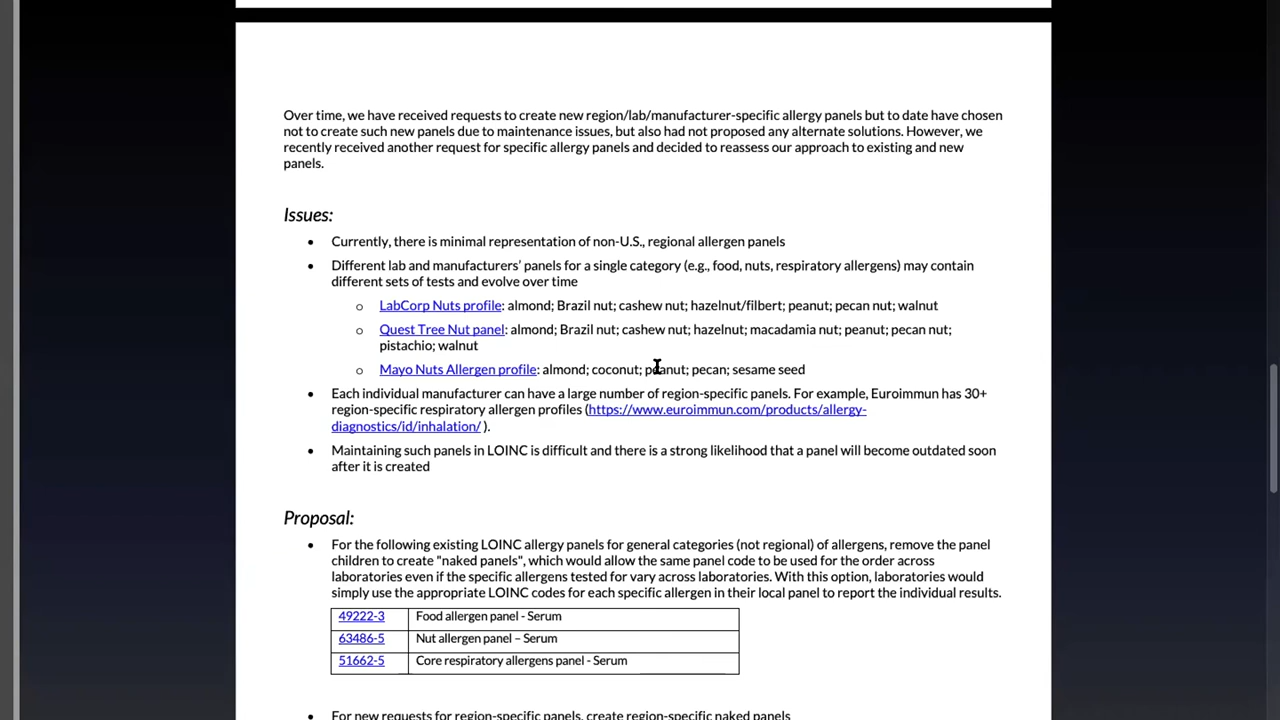 Over time, we have received requests to create new region/lab/manufacturer-specific allergy panels but to date have chosen
not to create such new panels due to maintenance issues, but also had not proposed any alternate solutions. However, we
recently received another request for specific allergy panels and decided to reassess our approach to existing and new
panels.
Issues:
• Currently, there is minimal representation of non-U.S., regional allergen panels
• Different lab and manufacturers' panels for a single category (e.g., food, nuts, respiratory allergens) may contain
different sets of tests and evolve over time
o LabCorp Nuts profile: almond; Brazil nut; cashew nut; hazelnut/filbert; peanut; pecan nut; walnut
o Quest Tree Nut panel: almond; Brazil nut; cashew nut; hazelnut; macadamia nut; peanut; pecan nut;
pistachio; walnut
o Mayo Nuts Allergen profile: almond; coconut; peanut; pecan; sesame seed
• Each individual manufacturer can have a large number of region-specific panels. For example, Euroimmun has 30+
region-specific respiratory allergen profiles (https://www.euroimmun.com/products/allergy-
diagnostics/id/inhalation/ ).
• Maintaining such panels in LOINC is difficult and there is a strong likelihood that a panel will become outdated soon
after it is created
Proposal:
• For the following existing LOINC allergy panels for general categories (not regional) of allergens, remove the panel
children to create "naked panels", which would allow the same panel code to be used for the order across
laboratories even if the specific allergens tested for vary across laboratories. With this option, laboratories would
simply use the appropriate LOINC codes for each specific allergen in their local panel to report the individual results.
49222-3 Food allergen panel - Serum
63486-5 Nut allergen panel – Serum
51662-5 Core respiratory allergens panel - Serum
• For new requests for region-specific panels, create region-specific naked panels